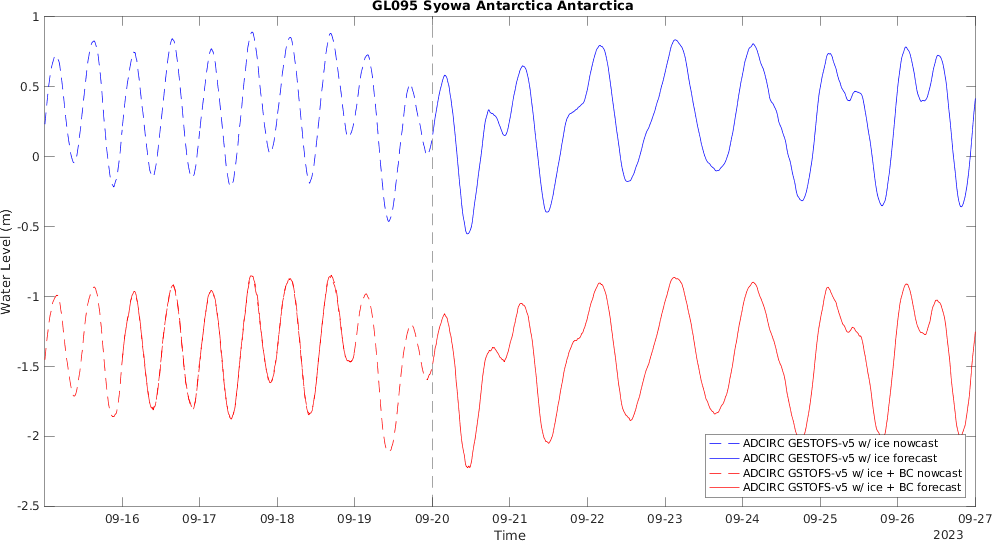 GL095 Syowa Antarctica Antarctica
Water Level (m)
1
0.5
0
-0.5
-1
-1.5
-2
-2.5
ADCIRC GESTOFS-v5 w/ ice nowcast
ADCIRC GESTOFS-v5 w/ ice forecast
ADCIRC GSTOFS-v5 w/ ice + BC nowcast
ADCIRC GSTOFS-v5 w/ ice + BC forecast
09-16 09-17 09-18 09-19 09-20 09-21 09-22 09-23 09-24 09-25 09-26 09-27
Time
2023